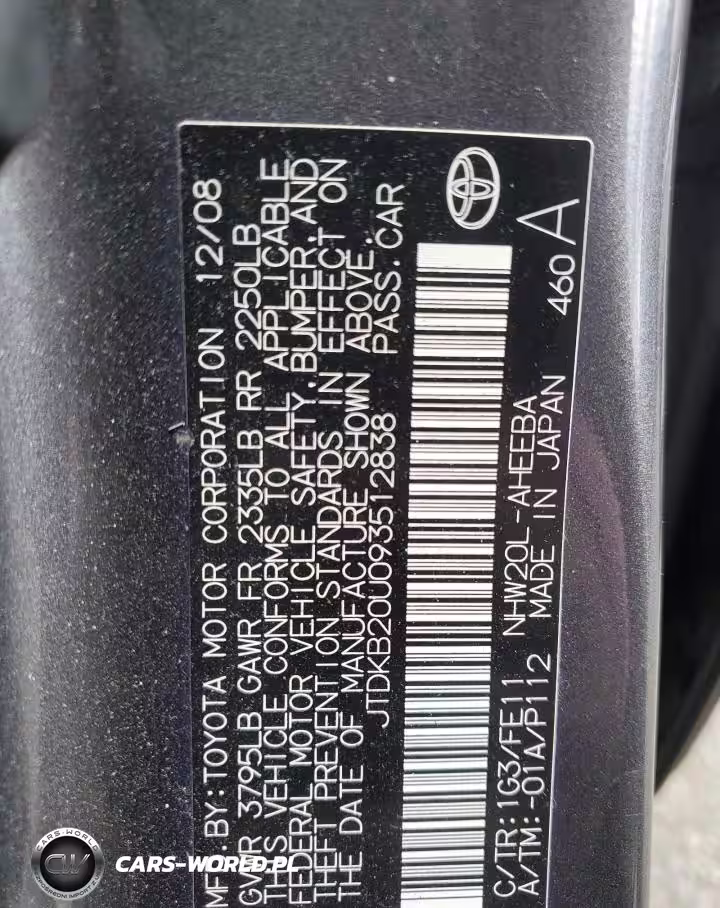 MFD. BY: TOYOTA MOTOR CORPORATION 12/08
GVWR 3795LB GAWR FR 2335LB RR 2250LB
THIS VEHICLE CONFORMS TO ALL APPLICABLE
FEDERAL MOTOR VEHICLE SAFETY, BUMPER, AND
THEFT PREVENTION STANDARDS IN EFFECT ON
THE DATE OF MANUFACTURE SHOWN ABOVE.
JTDKB20U093512838 PASS. CAR
C/TR: 1G3/FE11 NHW20L-AHEEBA
A/TM: -01A/P112 MADE IN JAPAN 460 A
CW
CARS-WORLD.PL